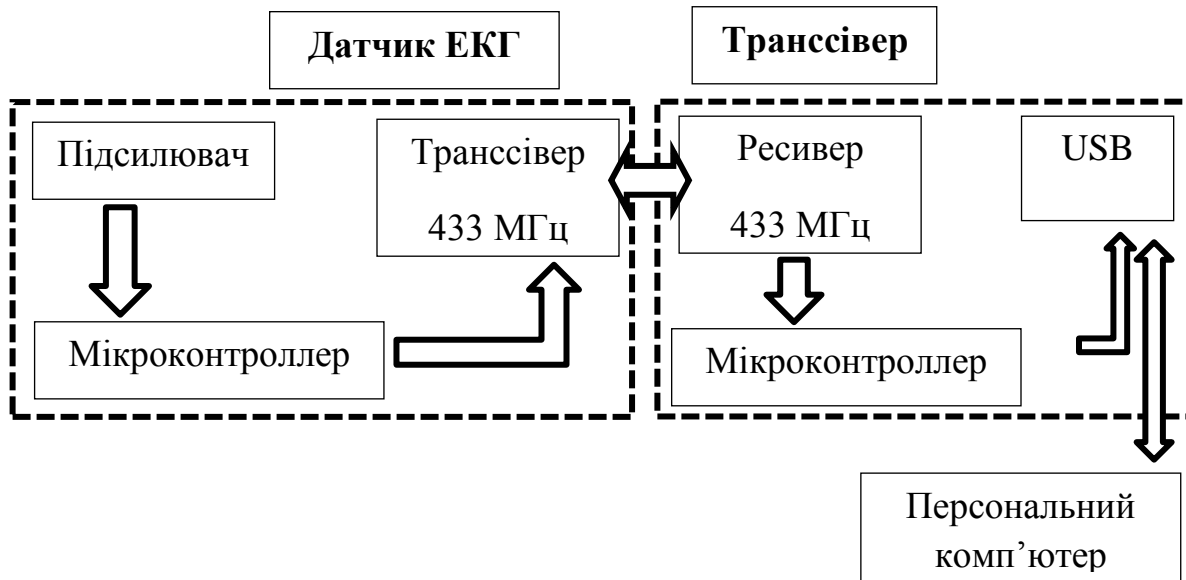 Датчик ЕКГ
Транссівер
Підсилювач
Транссівер
433 МГц
Ресивер
433 МГц
USB
Мікроконтроллер
Мікроконтроллер
Персональний
комп’ютер